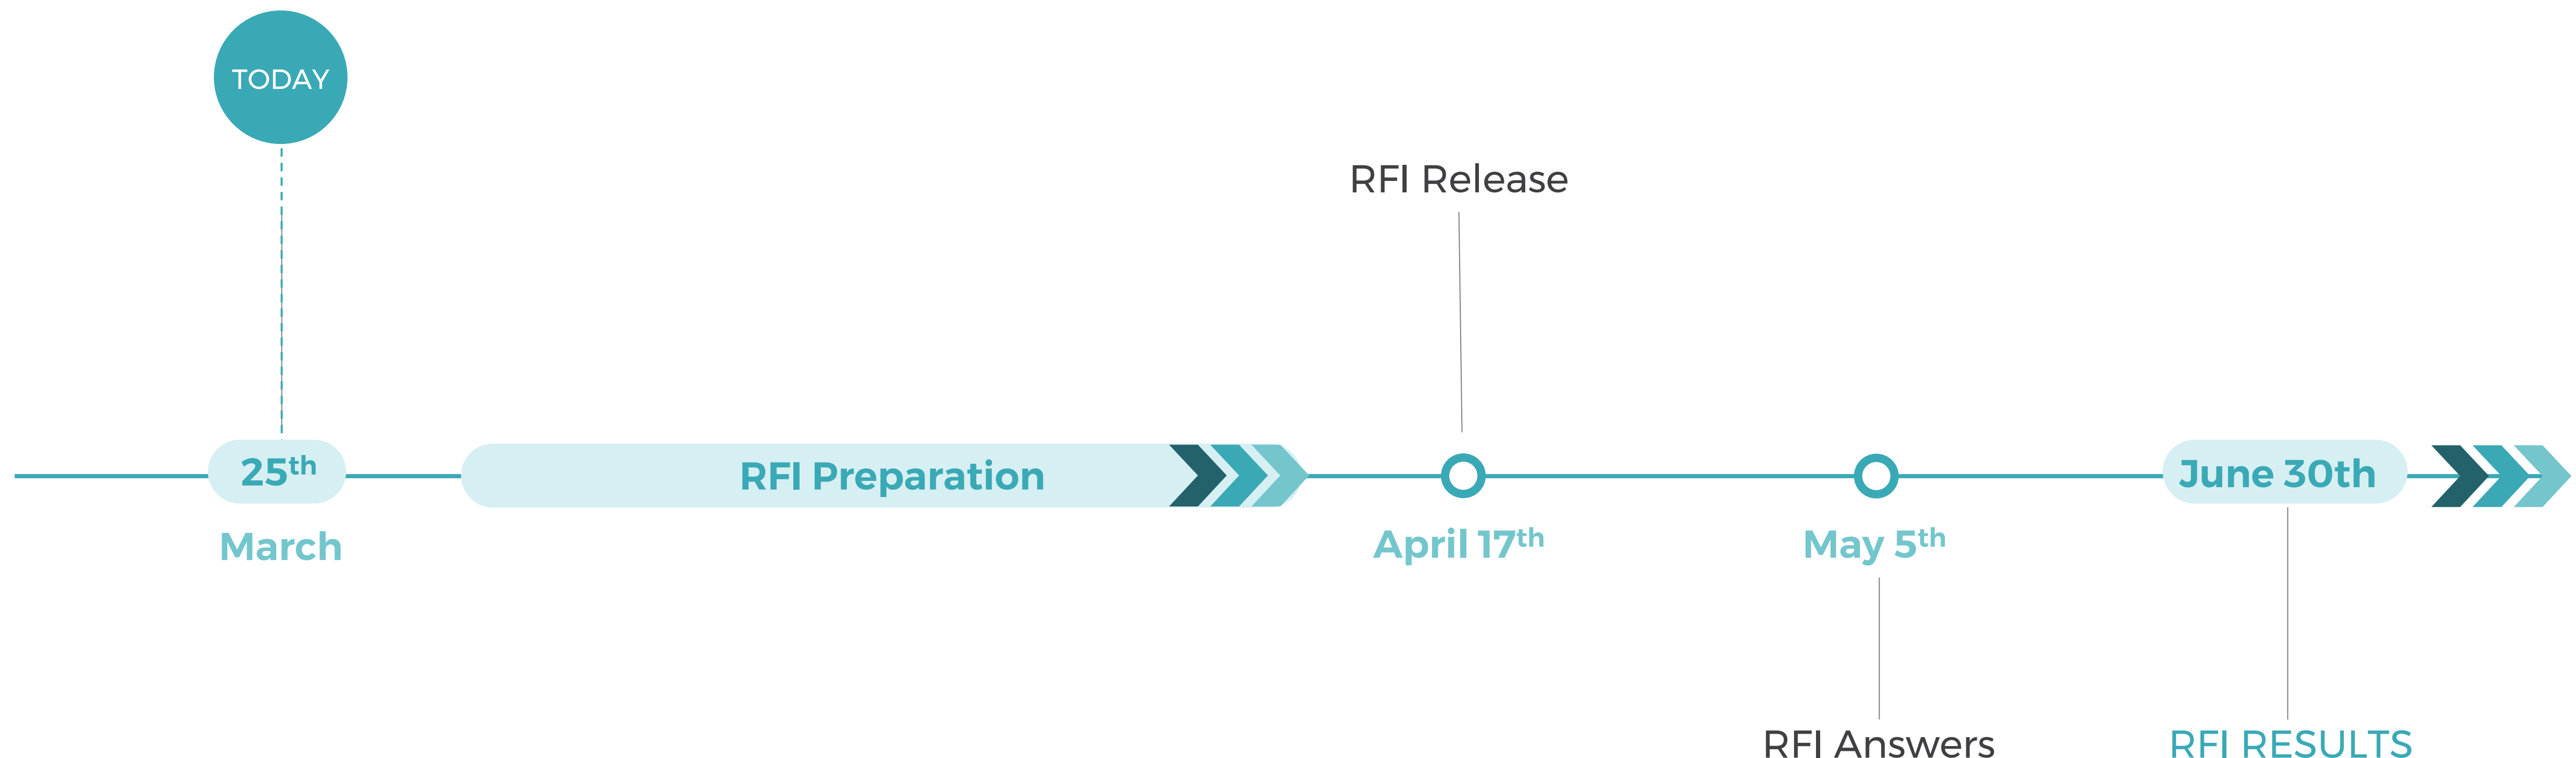 TODAY
RFI Release
25th
RFI Preparation
June 30th
March
April 17th
May 5th
RFI Answers
RFI RESULTS